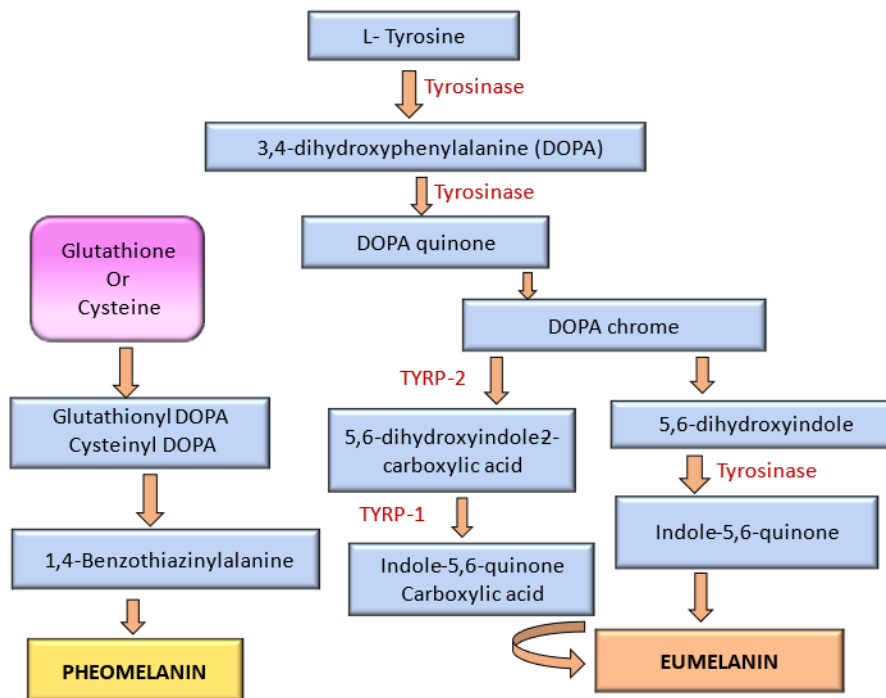 L- Tyrosine
Tyrosinase
3,4-dihydroxyphenylalanine (DOPA)
Tyrosinase
DOPA quinone
Glutathione
Or
Cysteine
DOPA chrome
TYRP-2
Glutathionyl DOPA
Cysteinyl DOPA
5,6-dihydroxyindole-2-
carboxylic acid
5,6-dihydroxyindole
Tyrosinase
TYRP-1
1,4-Benzothiazinylalanine
Indole-5,6-quinone
Carboxylic acid
Indole-5,6-quinone
PHEOMELANIN
EUMELANIN